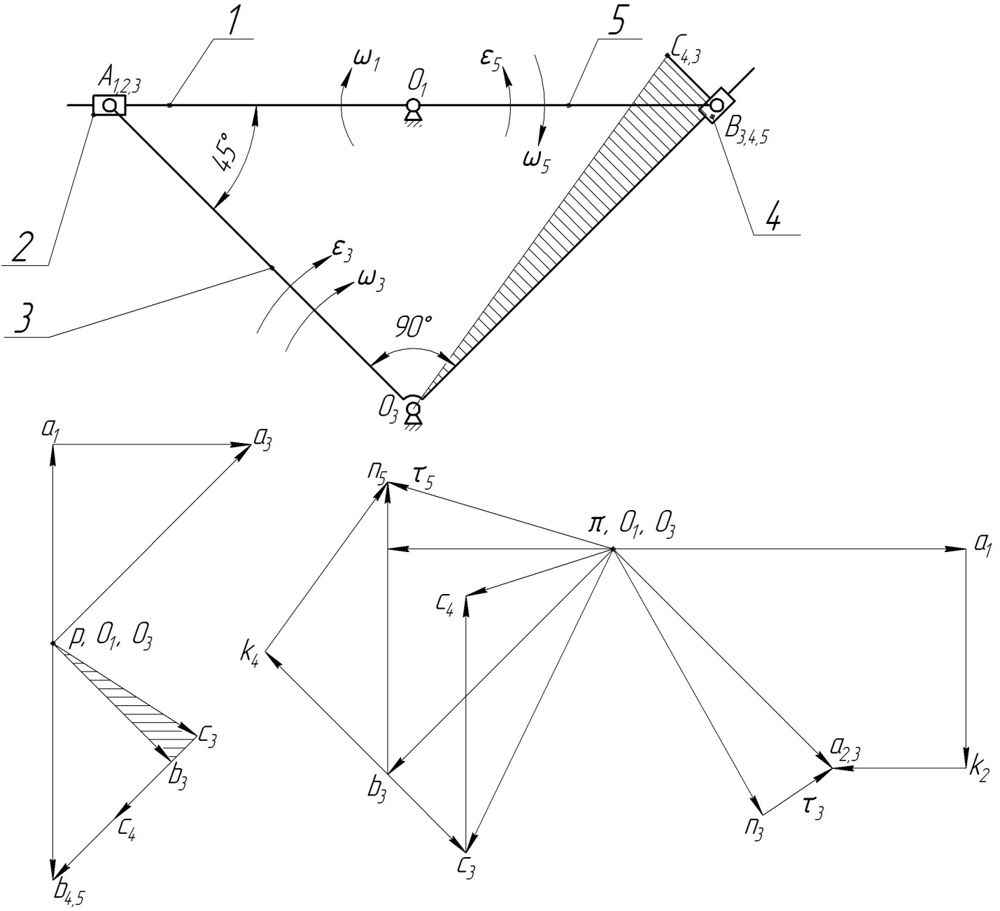 1
5
ω1
O1
ε5
C4,3
A1,2,3
ω5
B3,4,5
45°
2
4
ε3
ω3
3
90°
O3
a1
a3
p, O1, O3
c3
b3
c4
b4,5
n5
τ5
π, O1, O3
a1
c4
k4
b3
c3
a2,3
k2
τ3
n3